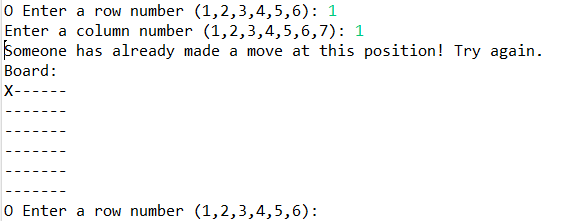 O Enter a row number (1,2,3,4,5,6): 1
Enter a column number (1,2,3,4,5,6,7): 1
Someone has already made a move at this position! Try again.
Board:
X------
-------
-------
-------
-------
-------
O Enter a row number (1,2,3,4,5,6):